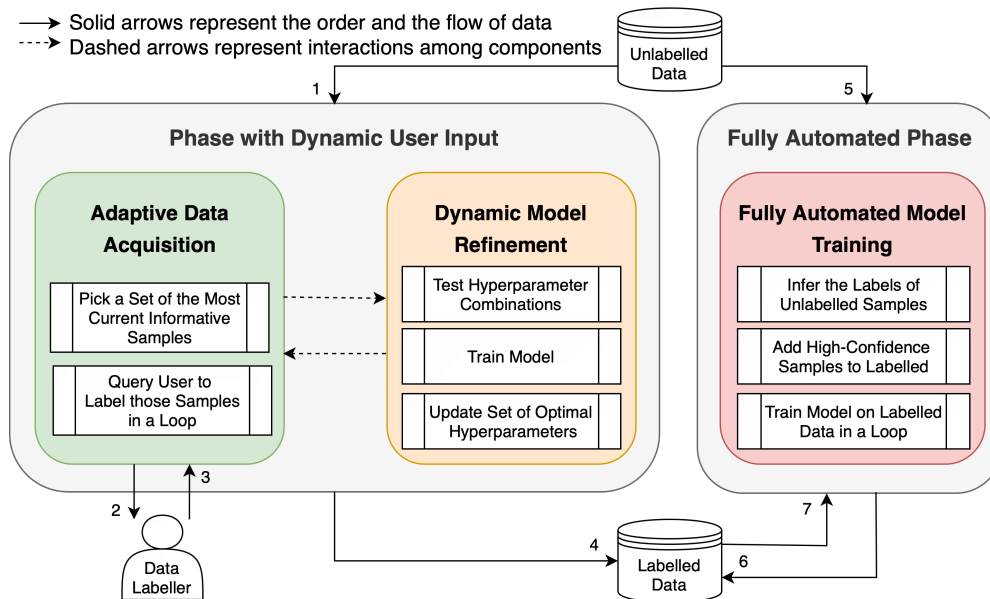 Solid arrows represent the order and the flow of data
Dashed arrows represent interactions among components
Unlabelled
Data
1
5
Phase with Dynamic User Input
Adaptive Data
Acquisition
Pick a Set of the Most
Current Informative
Samples
Query User to
Label those Samples
in a Loop
Dynamic Model
Refinement
Test Hyperparameter
Combinations
Train Model
Update Set of Optimal
Hyperparameters
Fully Automated Phase
Fully Automated Model
Training
Infer the Labels of
Unlabelled Samples
Add High-Confidence
Samples to Labelled
Train Model on Labelled
Data in a Loop
2
3
Data
Labeller
4
Labelled
Data
7
6